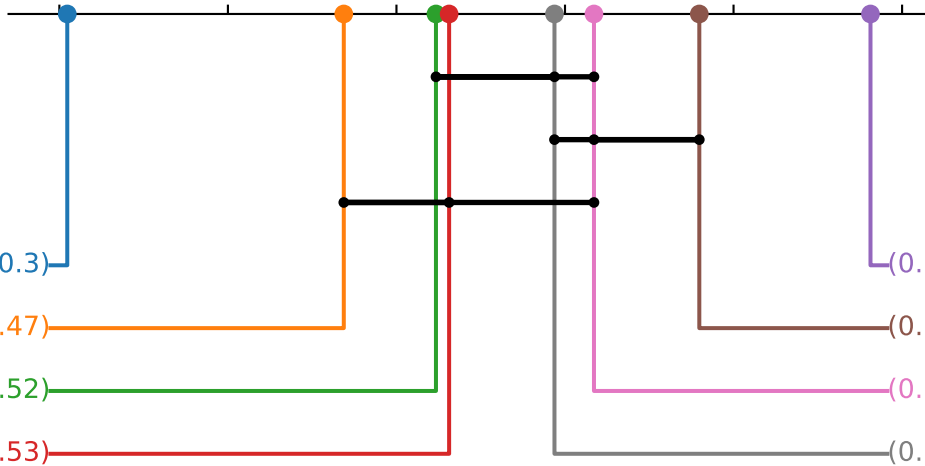 0.3) (0.
.47) (0.
.52) (0.
.53) (0.